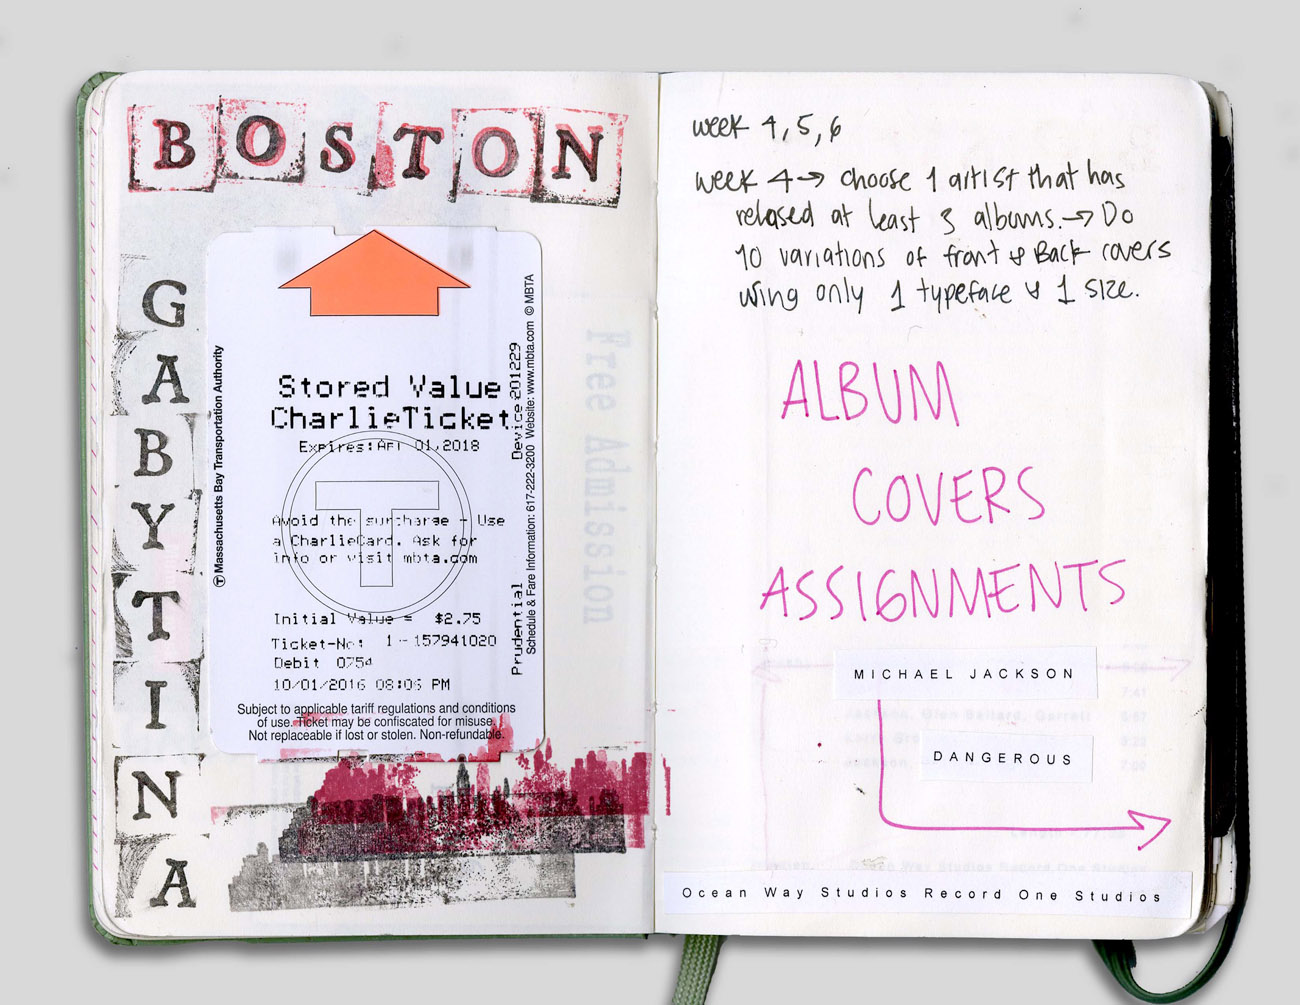 BOSTON
GABYTINA
Stored Value
CharlieTicket
Expires:Apr 01,2018
Avoid the surcharge - Use
a CharlieCard. Ask for
info or visit mbta.com
T
Initial Value = $2.75
Ticket-No: 1 - 157941020
Debit 0754
10/01/2016 08:05 PM
Subject to applicable tariff regulations and conditions
of use. Ticket may be confiscated for misuse.
Not replaceable if lost or stolen. Non-refundable.
T Massachusetts Bay Transportation Authority
Prudential Device 201229
Schedule & Fare Information: 617-222-3200 Website: www.mbta.com © MBTA
Free Admission
week 4, 5, 6
week 4→ choose 1 artist that has
relased at least 3 albums.→ Do
10 variations of front & Back covers
using only 1 typeface & 1 size.
ALBUM
COVERS
ASSIGNMENTS
MICHAEL JACKSON
DANGEROUS
Ocean Way Studios Record One Studios